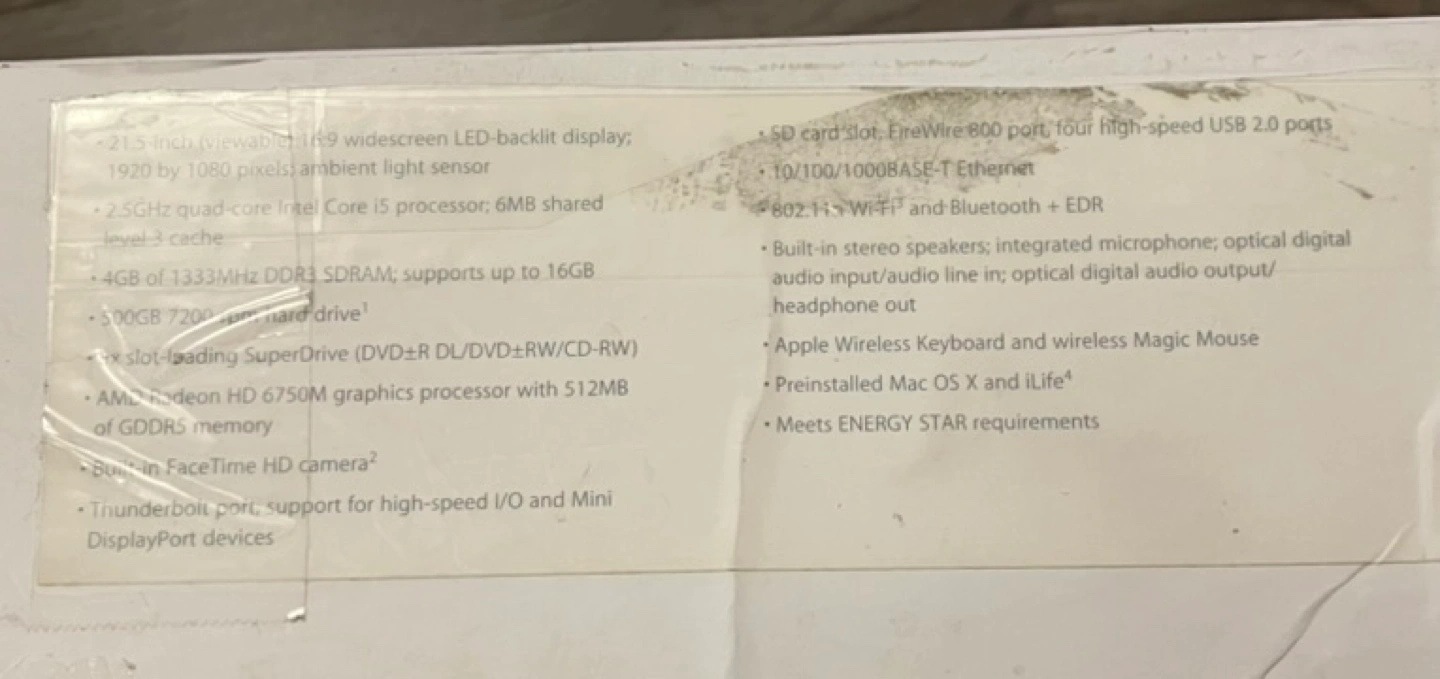 • 21.5-inch (viewable) 16:9 widescreen LED-backlit display;
1920 by 1080 pixels; ambient light sensor
• 2.5GHz quad-core Intel Core i5 processor; 6MB shared
level 3 cache
• 4GB of 1333MHz DDR3 SDRAM; supports up to 16GB
• 500GB 7200 rpm hard drive¹
• slot-loading SuperDrive (DVD±R DL/DVD±RW/CD-RW)
• AMD Radeon HD 6750M graphics processor with 512MB
of GDDR5 memory
• Built-in FaceTime HD camera²
• Thunderbolt port; support for high-speed I/O and Mini
DisplayPort devices
• SD card slot, FireWire 800 port, four high-speed USB 2.0 ports
• 10/100/1000BASE-T Ethernet
• 802.11n Wi-Fi³ and Bluetooth + EDR
• Built-in stereo speakers; integrated microphone; optical digital
audio input/audio line in; optical digital audio output/
headphone out
• Apple Wireless Keyboard and wireless Magic Mouse
• Preinstalled Mac OS X and iLife⁴
• Meets ENERGY STAR requirements